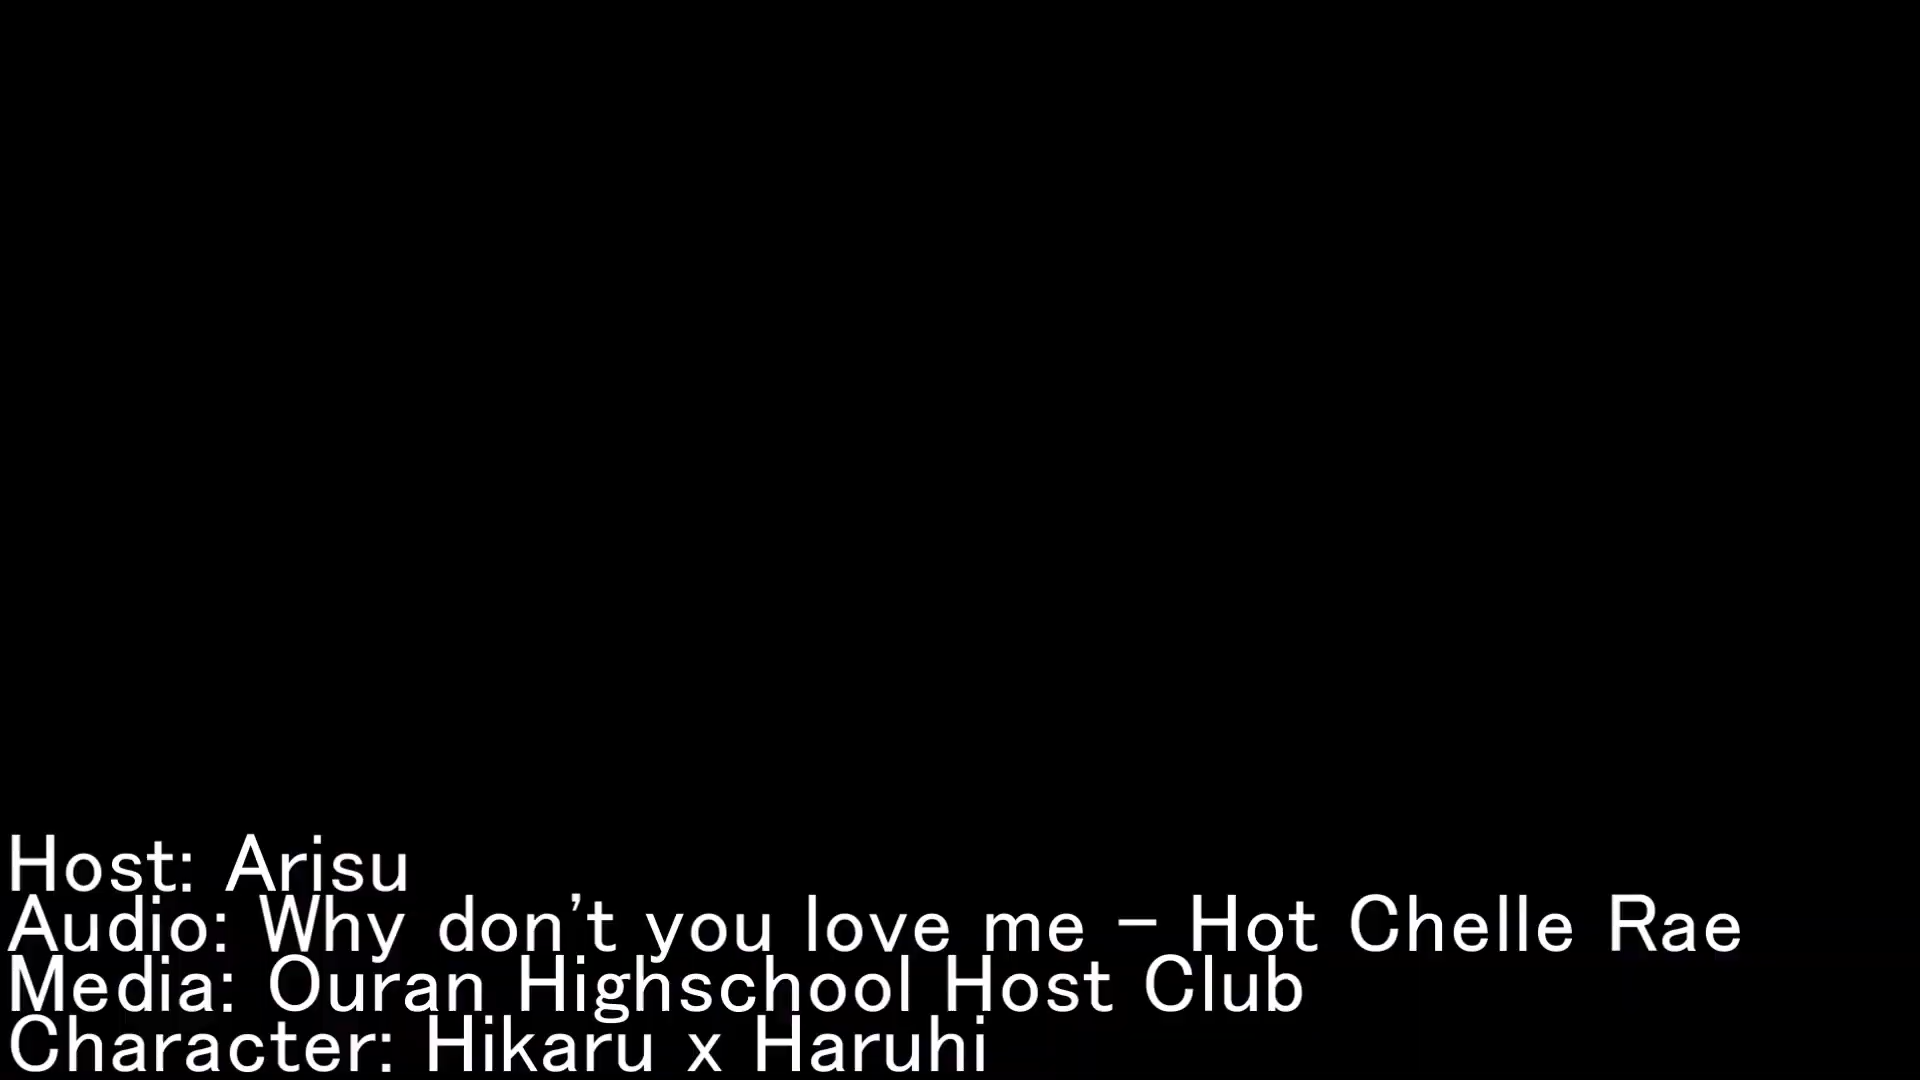 Host: Arisu
Audio: Why don't you love me - Hot Chelle Rae
Media: Ouran Highschool Host Club
Character: Hikaru x Haruhi